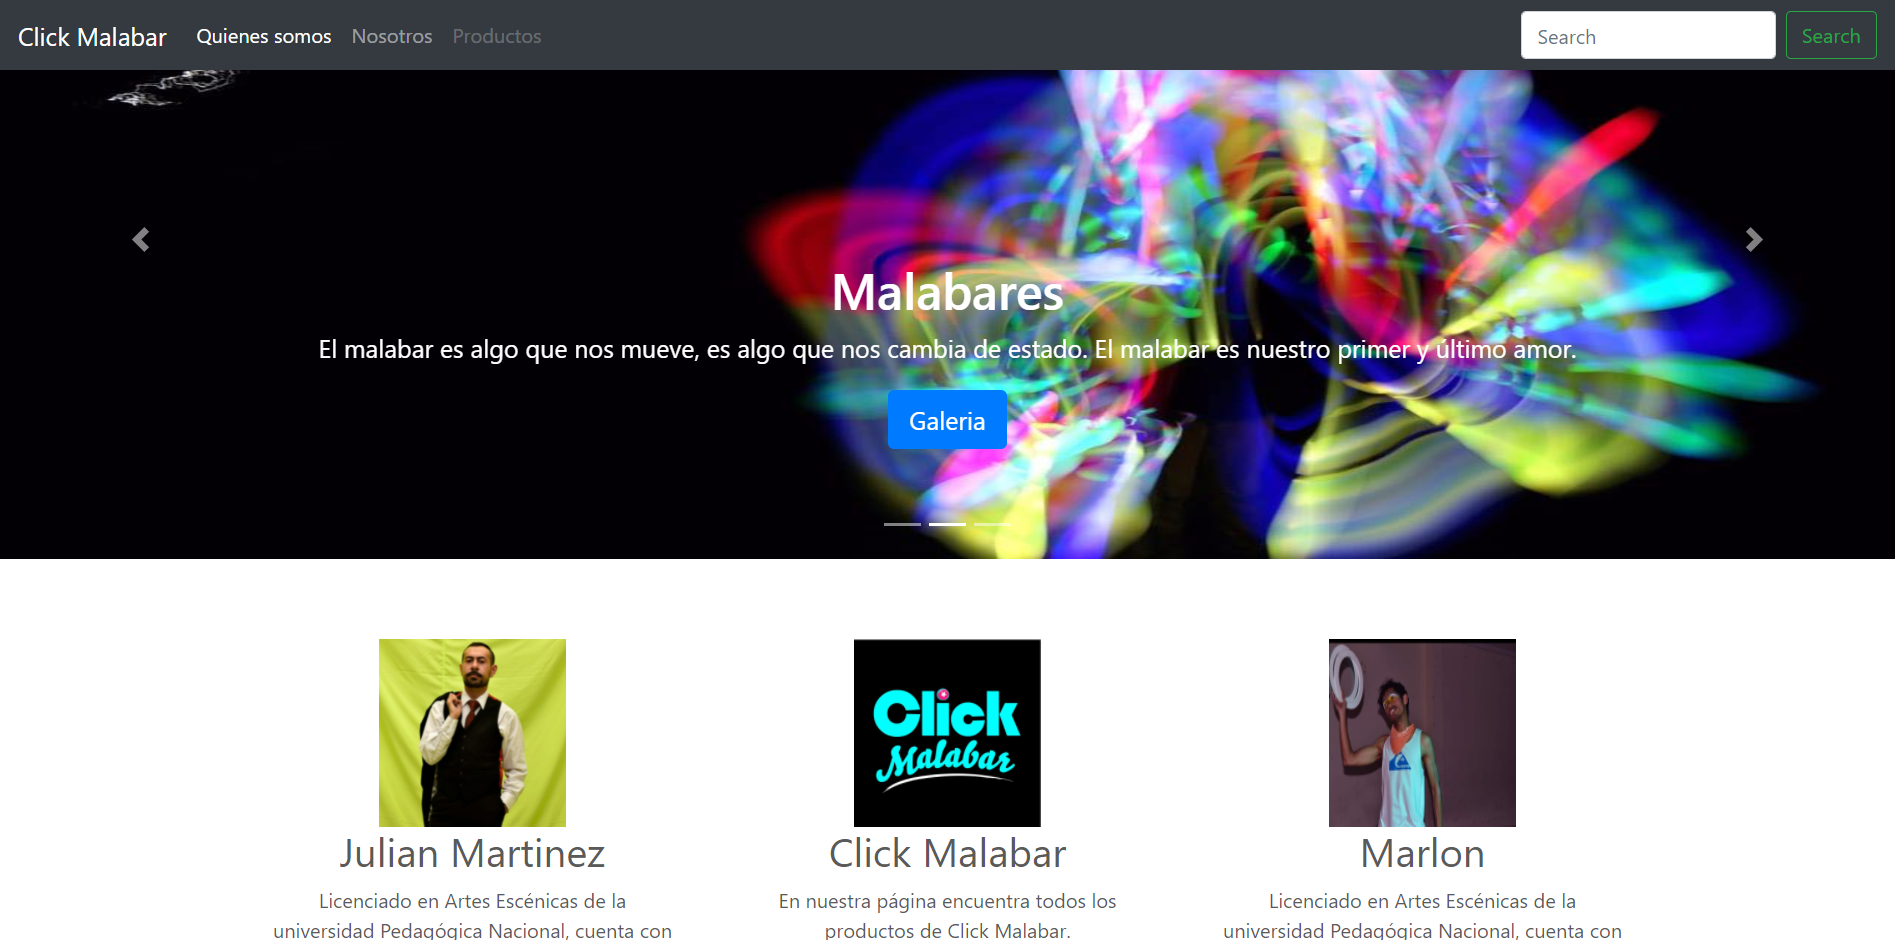 Click Malabar Quienes somos Nosotros Productos Search Search
Malabares
El malabar es algo que nos mueve, es algo que nos cambia de estado. El malabar es nuestro primer y último amor.
Galeria
Click
Malabar
Julian Martinez
Licenciado en Artes Escénicas de la
universidad Pedagógica Nacional, cuenta con
Click Malabar
En nuestra página encuentra todos los
productos de Click Malabar.
Marlon
Licenciado en Artes Escénicas de la
universidad Pedagógica Nacional, cuenta con